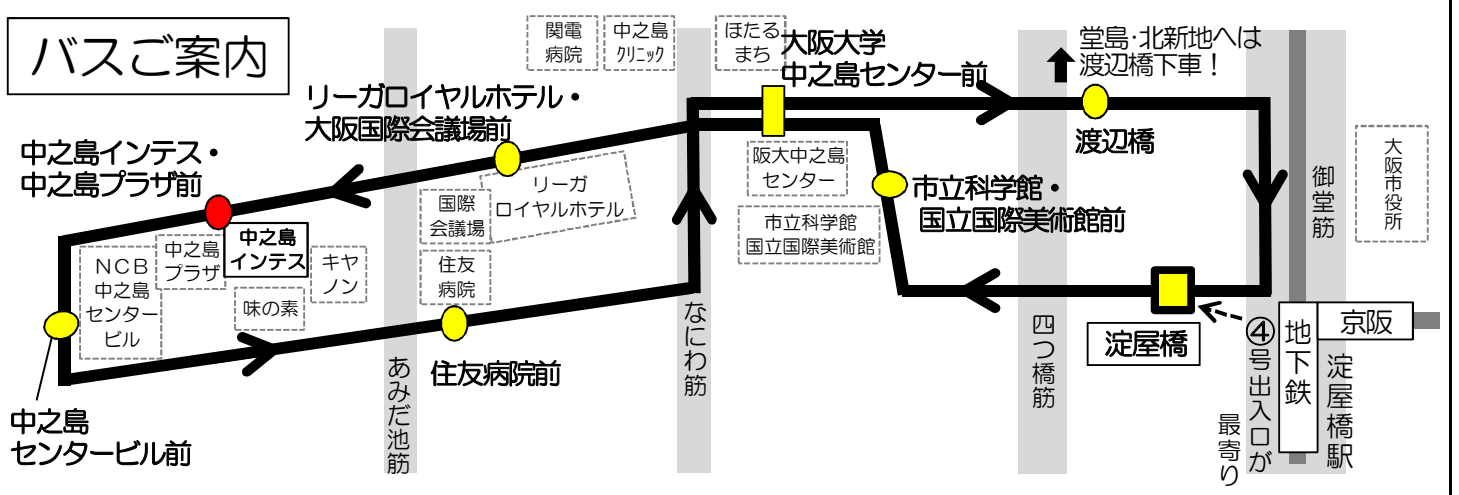 バスご案内
関電
病院
中之島
クリニック
ほたる
まち
大阪大学
中之島センター前
堂島・北新地へは
渡辺橋下車！
リーガロイヤルホテル・
大阪国際会議場前
渡辺橋
中之島インテス・
中之島プラザ前
阪大中之島
センター
大阪市役所
リーガ
ロイヤルホテル
国際
会議場
市立科学館・
国立国際美術館前
御堂筋
市立科学館
国立国際美術館
中之島
インテス
中之島
プラザ
キヤ
ノン
住友
病院
NCB
中之島
センター
ビル
味の素
なにわ筋
四つ橋筋
淀屋橋
④号出入口が
最寄り
地下鉄
京阪
淀屋橋駅
あみだ池筋
住友病院前
中之島
センタービル前